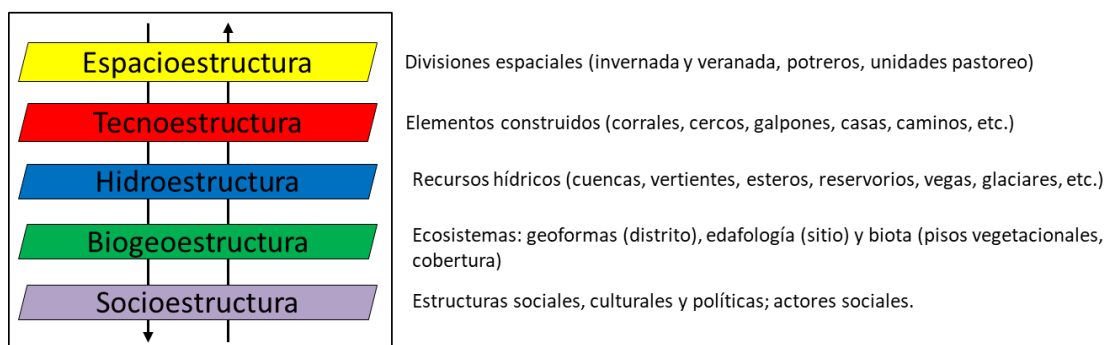 Espacioestructura
Divisiones espaciales (invernada y veranada, potreros, unidades pastoreo)
Tecnoestructura
Elementos construidos (corrales, cercos, galpones, casas, caminos, etc.)
Hidroestructura
Recursos hídricos (cuencas, vertientes, esteros, reservorios, vegas, glaciares, etc.)
Biogeoestructura
Ecosistemas: geoformas (distrito), edafología (sitio) y biota (pisos vegetacionales,
cobertura)
Socioestructura
Estructuras sociales, culturales y políticas; actores sociales.